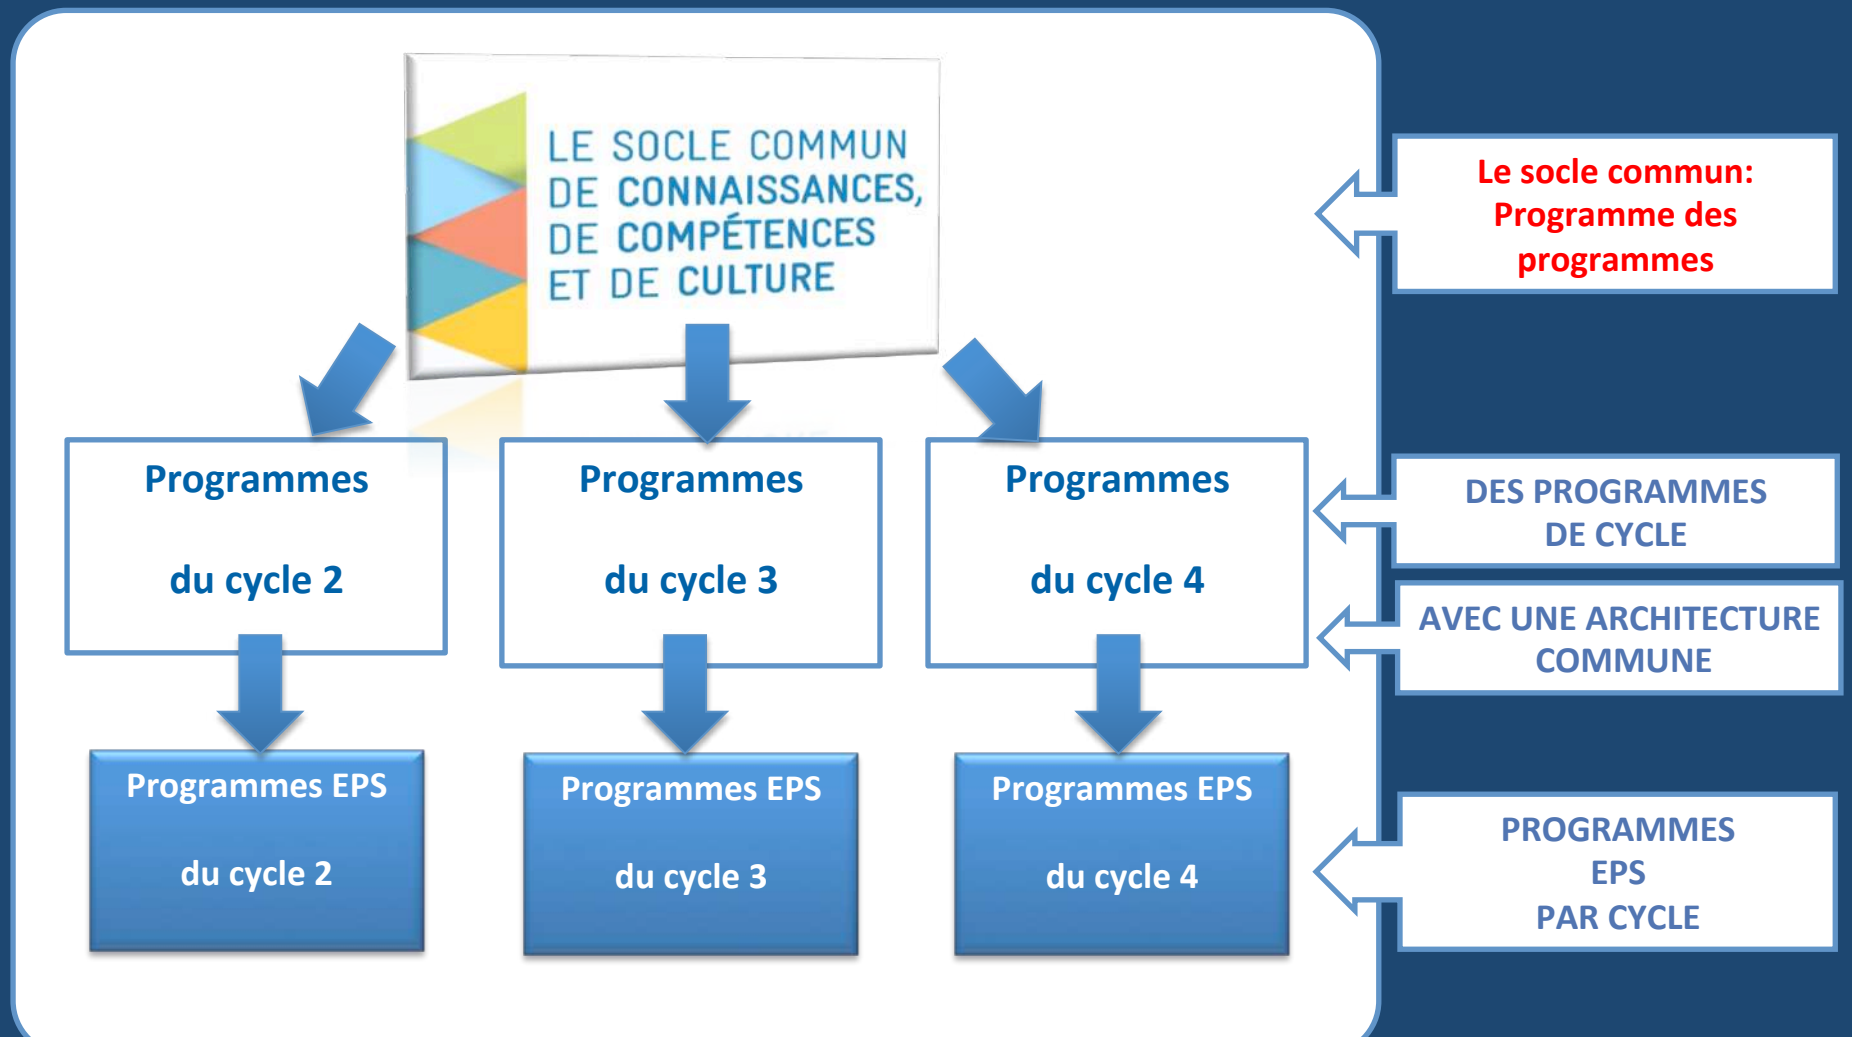 LE SOCLE COMMUN
DE CONNAISSANCES,
DE COMPÉTENCES
ET DE CULTURE
Le socle commun:
Programme des
programmes
Programmes
du cycle 2
Programmes
du cycle 3
Programmes
du cycle 4
DES PROGRAMMES
DE CYCLE
AVEC UNE ARCHITECTURE
COMMUNE
Programmes EPS
du cycle 2
Programmes EPS
du cycle 3
Programmes EPS
du cycle 4
PROGRAMMES
EPS
PAR CYCLE